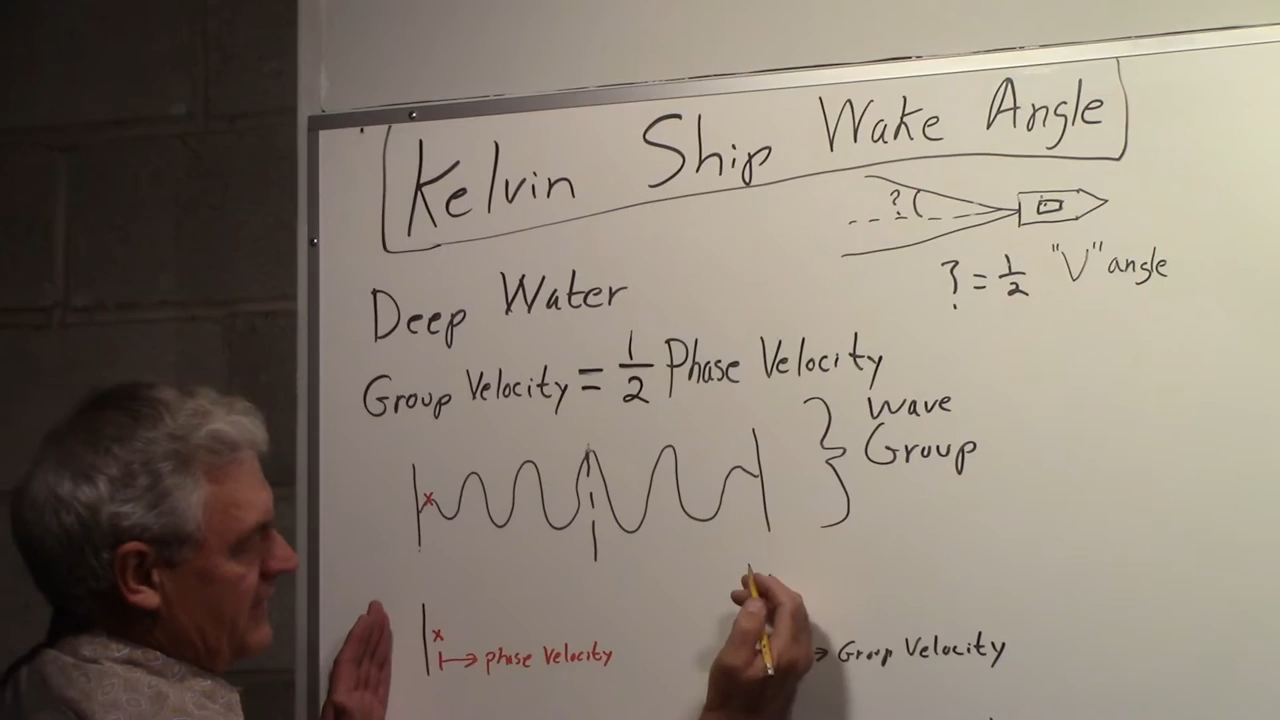 Kelvin Ship Wake Angle
?
? = 1/2 "V" angle
Deep Water
Group Velocity = 1/2 Phase Velocity
Wave
Group
x
x
phase Velocity
Group Velocity